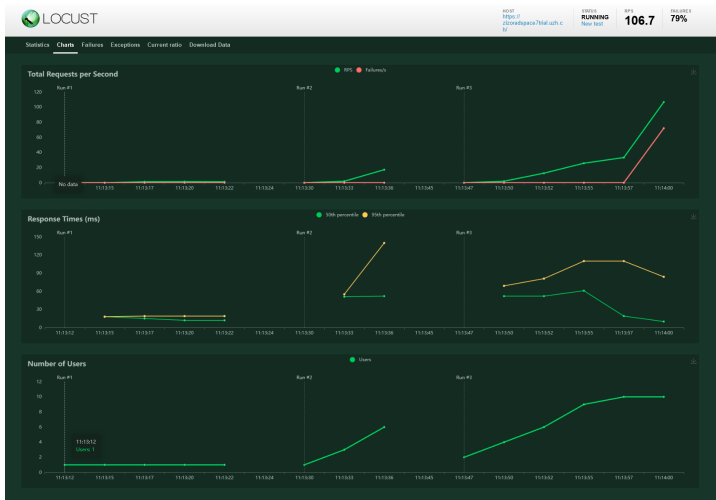 LOCUST
HOST
https://
zlzoradspace7trial.uzh.c
h/
STATUS
RUNNING
New test
RPS
106.7
FAILURES
79%
Statistics Charts Failures Exceptions Current ratio Download Data
Total Requests per Second
RPS Failures/s
Run #1 Run #2 Run #3
120
100
80
60
40
20
0
No data
11:13:15 11:13:17 11:13:20 11:13:22 11:13:24 11:13:30 11:13:33 11:13:36 11:13:45 11:13:47 11:13:50 11:13:52 11:13:55 11:13:57 11:14:00
Response Times (ms)
50th percentile 95th percentile
Run #1 Run #2 Run #3
150
120
90
60
30
0
11:13:12 11:13:15 11:13:17 11:13:20 11:13:22 11:13:24 11:13:30 11:13:33 11:13:36 11:13:45 11:13:47 11:13:50 11:13:52 11:13:55 11:13:57 11:14:00
Number of Users
Users
Run #1 Run #2 Run #3
12
10
8
6
4
2
0
11:13:12
Users: 1
11:13:12 11:13:15 11:13:17 11:13:20 11:13:22 11:13:24 11:13:30 11:13:33 11:13:36 11:13:45 11:13:47 11:13:50 11:13:52 11:13:55 11:13:57 11:14:00